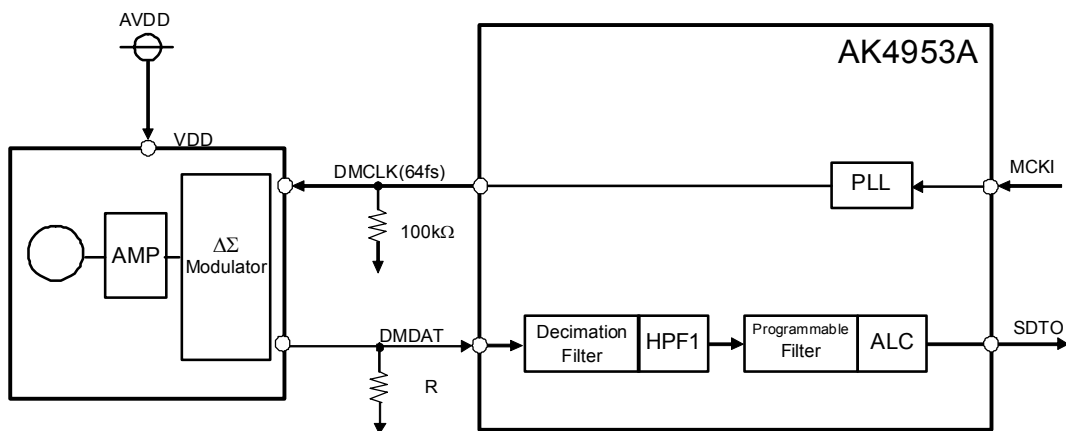 AVDD
AK4953A
VDD
DMCLK(64fs)
MCKI
PLL
100kΩ
AMP
ΔΣ
Modulator
DMDAT
Decimation
Filter
HPF1
Programmable
Filter
ALC
SDTO
R